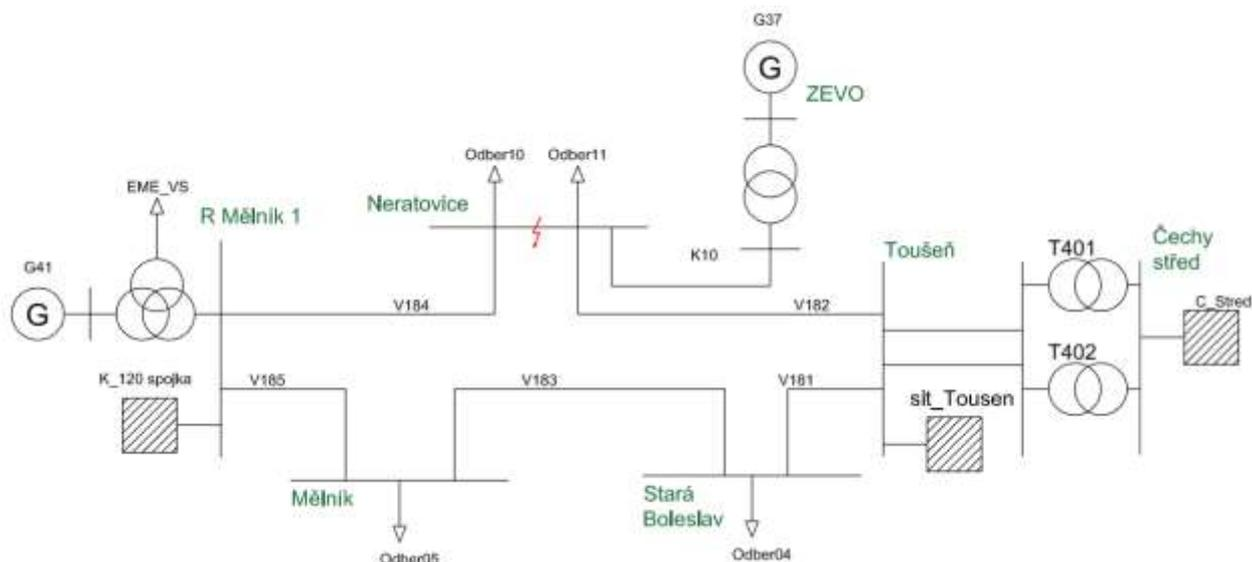 G37
G
ZEVO
Odber10
Odber11
EME_VS
Neratovice
R Mělník 1
K10
Toušeň
T401
Čechy
střed
G41
G
V184
V182
C_Stred
K_120 spojka
V185
V183
V181
T402
sit_Tousen
Mělník
Stará
Boleslav
Odber05
Odber04